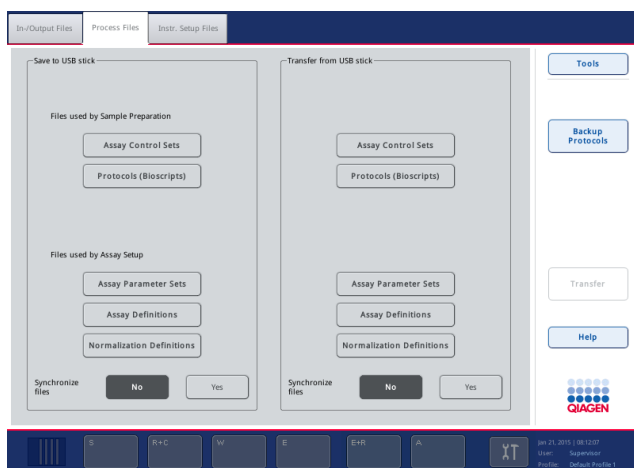 In-/Output Files
Process Files
Instr. Setup Files
Save to USB stick
Files used by Sample Preparation
Assay Control Sets
Protocols (Bioscripts)
Files used by Assay Setup
Assay Parameter Sets
Assay Definitions
Normalization Definitions
Synchronize
files
No
Yes
Transfer from USB stick
Assay Control Sets
Protocols (Bioscripts)
Assay Parameter Sets
Assay Definitions
Normalization Definitions
Synchronize
files
No
Yes
Tools
Backup
Protocols
Transfer
Help
QIAGEN
S
R+C
W
E
E+R
A
Jan 21, 2015 | 08:12:07
User: Supervisor
Profile: Default Profile 1